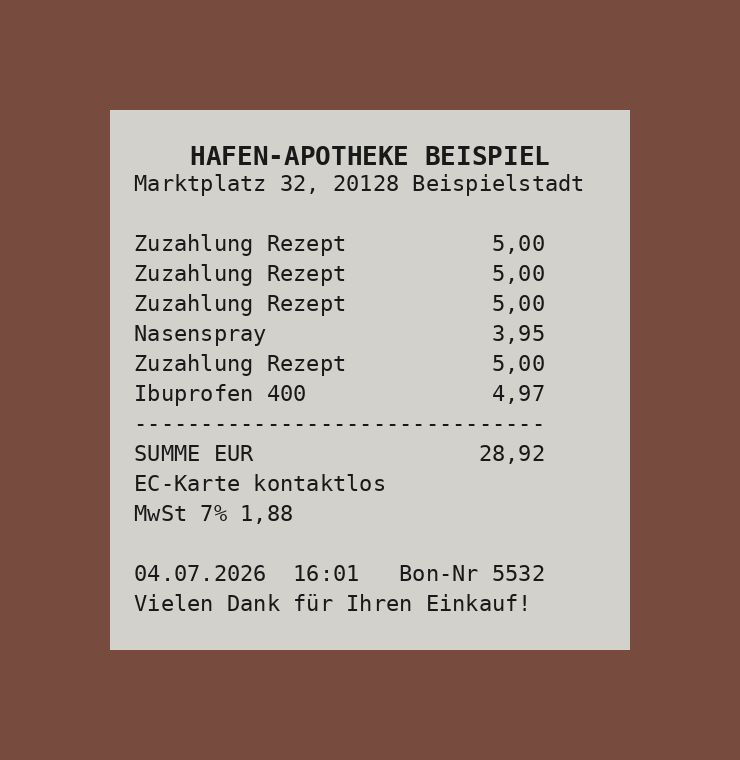 HAFEN-APOTHEKE BEISPIEL
Marktplatz 32, 20128 Beispielstadt
Zuzahlung Rezept 5,00
Zuzahlung Rezept 5,00
Zuzahlung Rezept 5,00
Nasenspray 3,95
Zuzahlung Rezept 5,00
Ibuprofen 400 4,97
-------------------------------
SUMME EUR 28,92
EC-Karte kontaktlos
MwSt 7% 1,88
04.07.2026 16:01 Bon-Nr 5532
Vielen Dank für Ihren Einkauf!